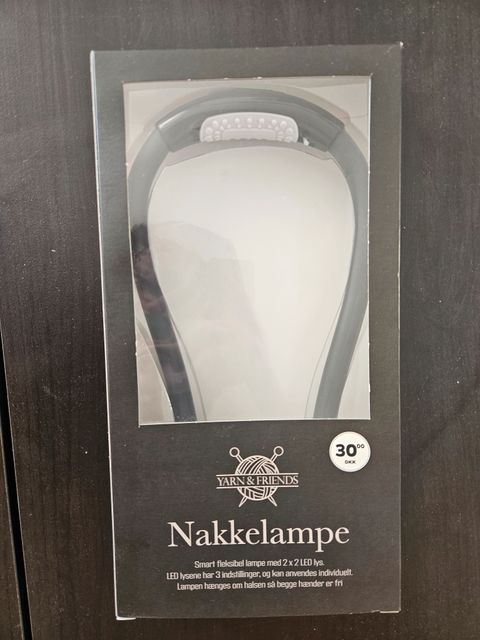 30.00
DKK
YARN & FRIENDS
Nakkelampe
Smart fleksibel lampe med 2 x 2 LED lys.
LED lysene har 3 indstillinger, og kan anvendes individuelt.
Lampen hænges om halsen så begge hænder er fri